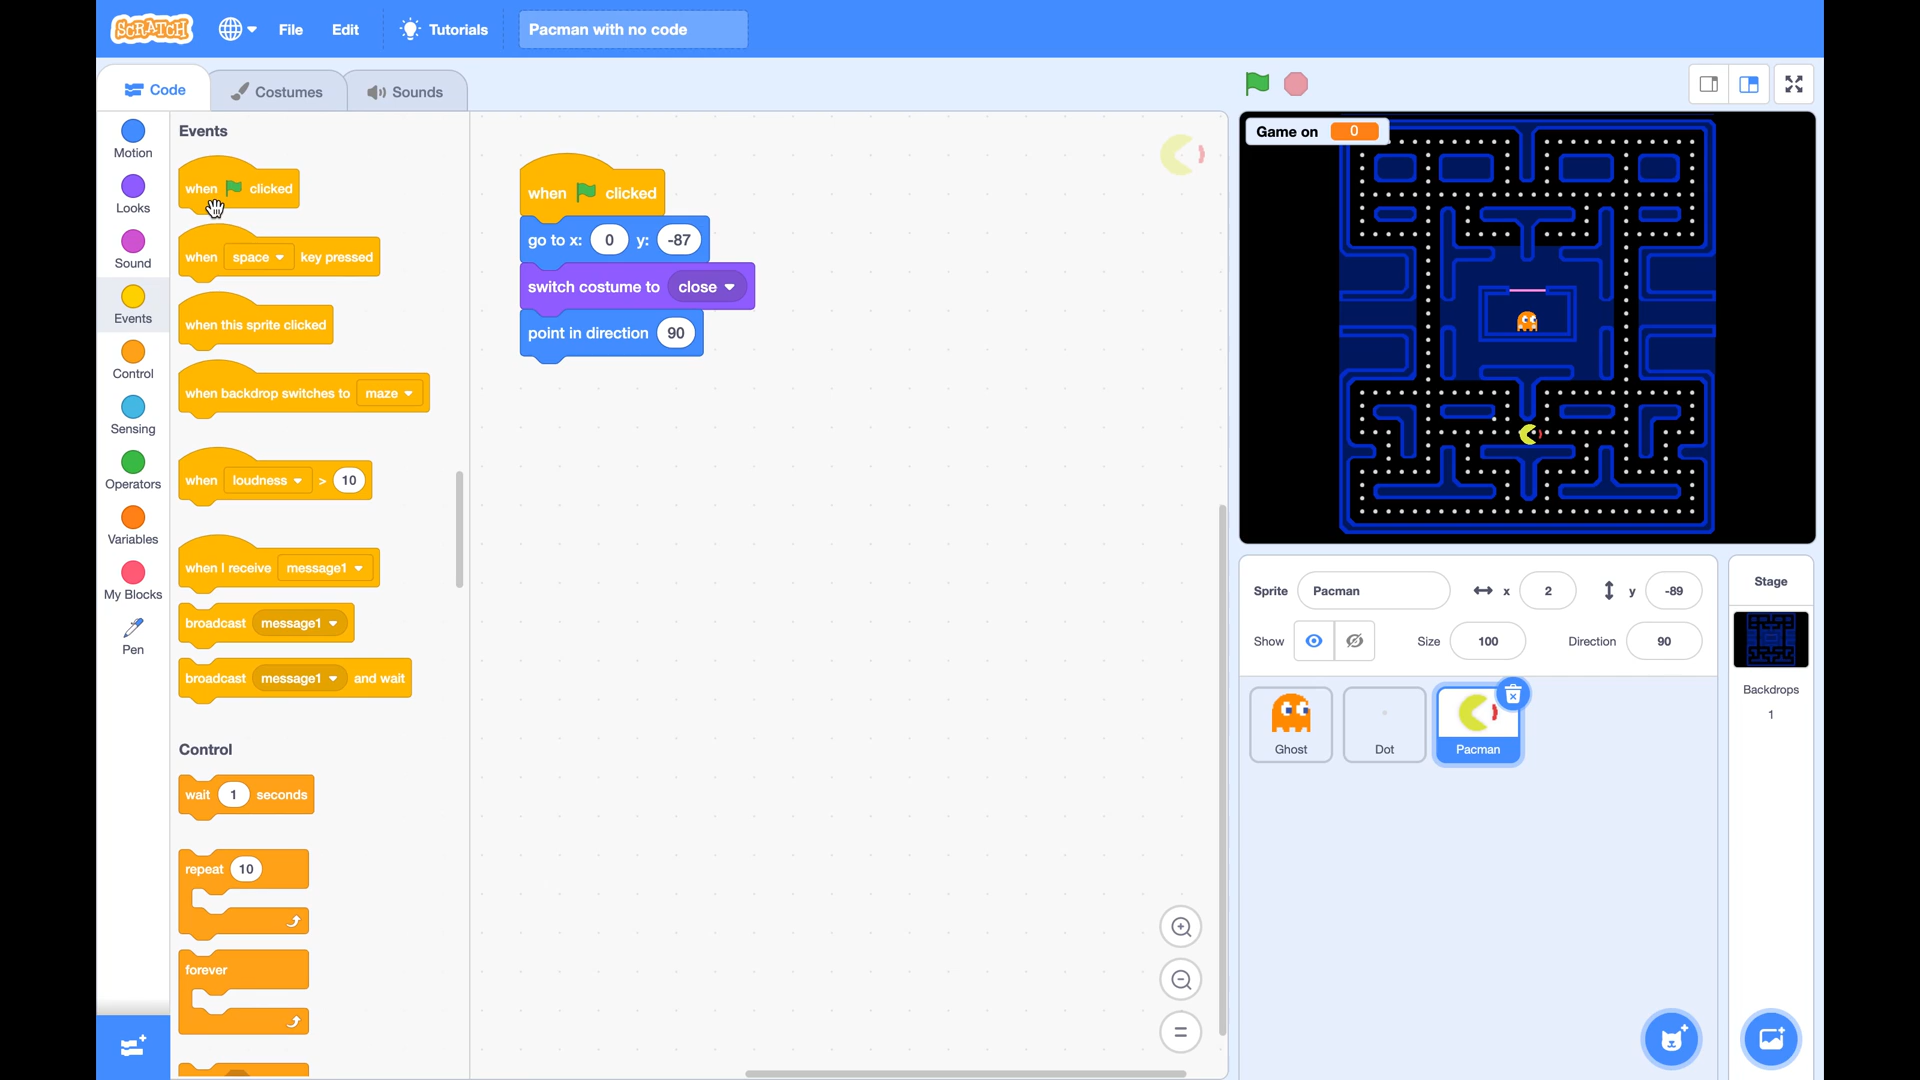 SCRATCH
File
Edit
Tutorials
Pacman with no code
Code
Costumes
Sounds
Motion
Looks
Sound
Events
Control
Sensing
Operators
Variables
My Blocks
Pen
Events
when clicked
when space key pressed
when this sprite clicked
when backdrop switches to maze
when loudness > 10
when I receive message1
broadcast message1
broadcast message1 and wait
Control
wait 1 seconds
repeat 10
forever
when clicked
go to x: 0 y: -87
switch costume to close
point in direction 90
Game on 0
Sprite Pacman x 2 y -89
Show Size 100 Direction 90
Ghost
Dot
Pacman
Stage
Backdrops
1